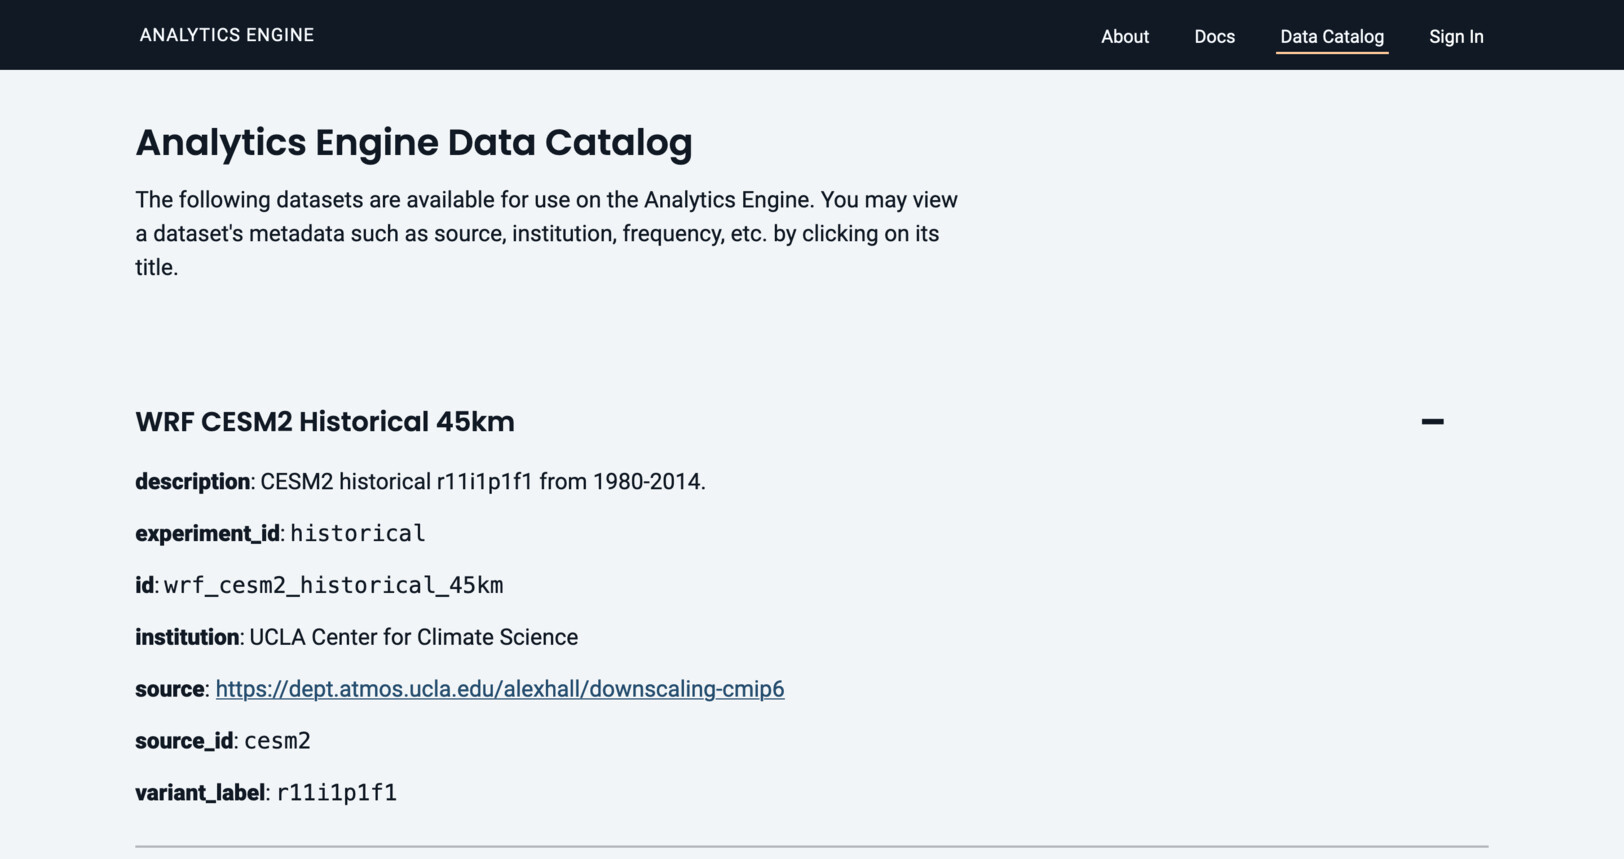 ANALYTICS ENGINE
About
Docs
Data Catalog
Sign In
Analytics Engine Data Catalog
The following datasets are available for use on the Analytics Engine. You may view
a dataset's metadata such as source, institution, frequency, etc. by clicking on its
title.
WRF CESM2 Historical 45km
description: CESM2 historical r11i1p1f1 from 1980-2014.
experiment_id: historical
id: wrf_cesm2_historical_45km
institution: UCLA Center for Climate Science
source: https://dept.atmos.ucla.edu/alexhall/downscaling-cmip6
source_id: cesm2
variant_label: r11i1p1f1